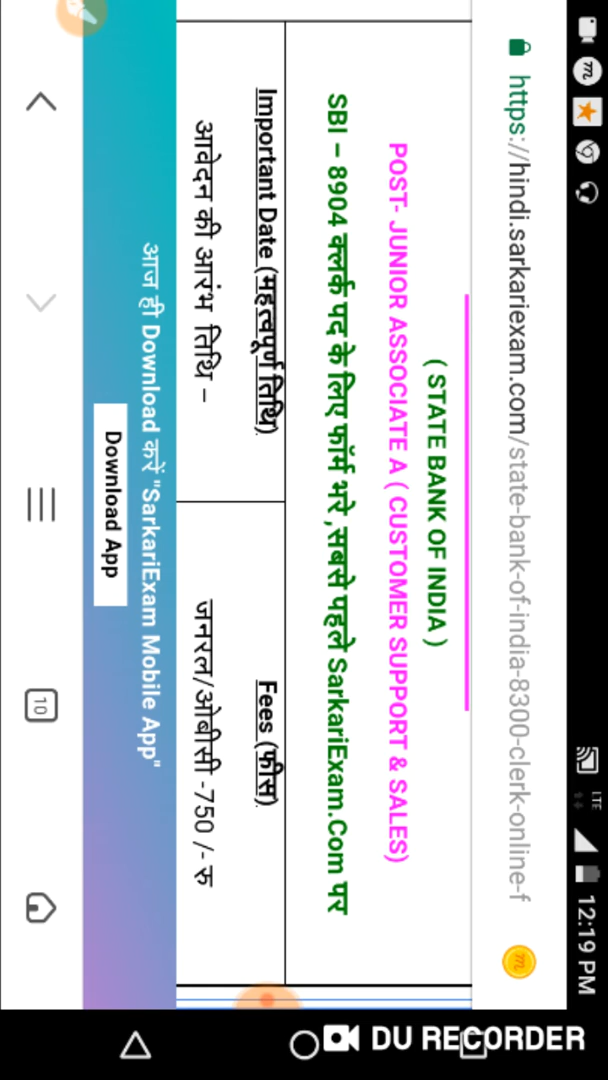 12:19 PM
LTE
https://hindi.sarkariexam.com/state-bank-of-india-8300-clerk-online-f
( STATE BANK OF INDIA )
POST- JUNIOR ASSOCIATE A ( CUSTOMER SUPPORT & SALES)
SBI – 8904 क्लर्क पद के लिए फॉर्म भरे ,सबसे पहले SarkariExam.Com पर
Important Date (महत्वपूर्ण तिथि)
Fees (फीस)
आवेदन की आरंभ तिथि –
जनरल/ओबीसी -750 /- रु
आज ही Download करें "SarkariExam Mobile App"
Download App
10
DU RECORDER